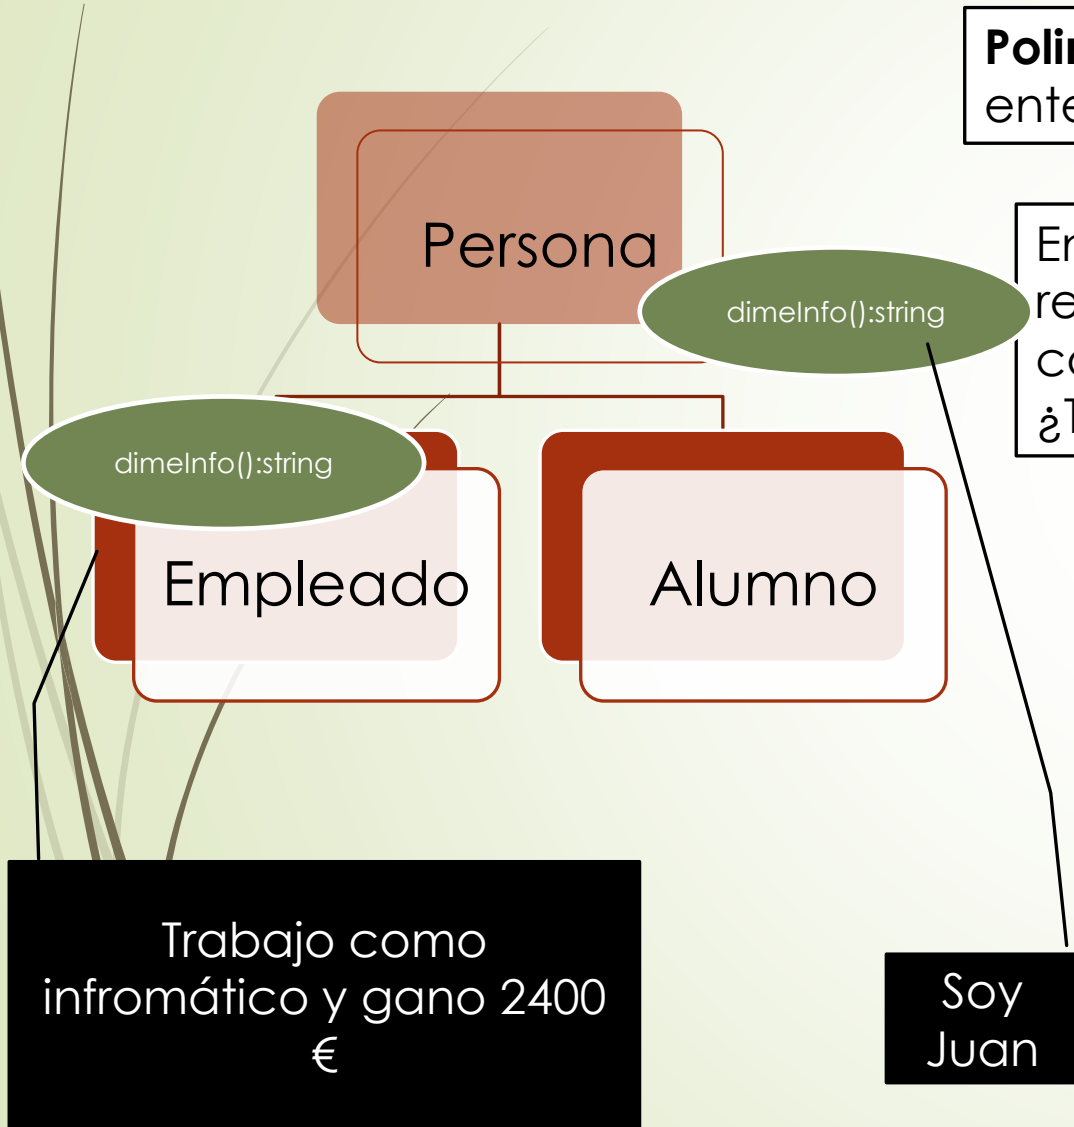 Persona
dimeInfo():string
dimeInfo():string
Empleado
Alumno
Trabajo como
infromático y gano 2400
€
Soy
Juan